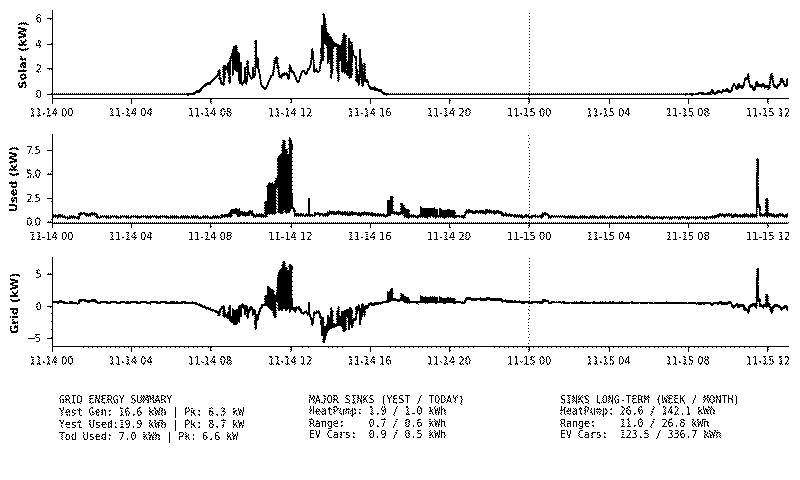 Solar (kW)
6
4
2
0
11-14 00 11-14 04 11-14 08 11-14 12 11-14 16 11-14 20 11-15 00 11-15 04 11-15 08 11-15 12
Used (kW)
7.5
5.0
2.5
0.0
11-14 00 11-14 04 11-14 08 11-14 12 11-14 16 11-14 20 11-15 00 11-15 04 11-15 08 11-15 12
Grid (kW)
5
0
−5
11-14 00 11-14 04 11-14 08 11-14 12 11-14 16 11-14 20 11-15 00 11-15 04 11-15 08 11-15 12
GRID ENERGY SUMMARY
Yest Gen: 16.6 kWh | Pk: 6.3 kW
Yest Used:19.9 kWh | Pk: 8.7 kW
Tod Used: 7.0 kWh | Pk: 6.6 kW
MAJOR SINKS (YEST / TODAY)
HeatPump: 1.9 / 1.0 kWh
Range: 0.7 / 0.6 kWh
EV Cars: 0.9 / 0.5 kWh
SINKS LONG-TERM (WEEK / MONTH)
HeatPump: 26.6 / 142.1 kWh
Range: 11.0 / 26.8 kWh
EV Cars: 123.5 / 336.7 kWh